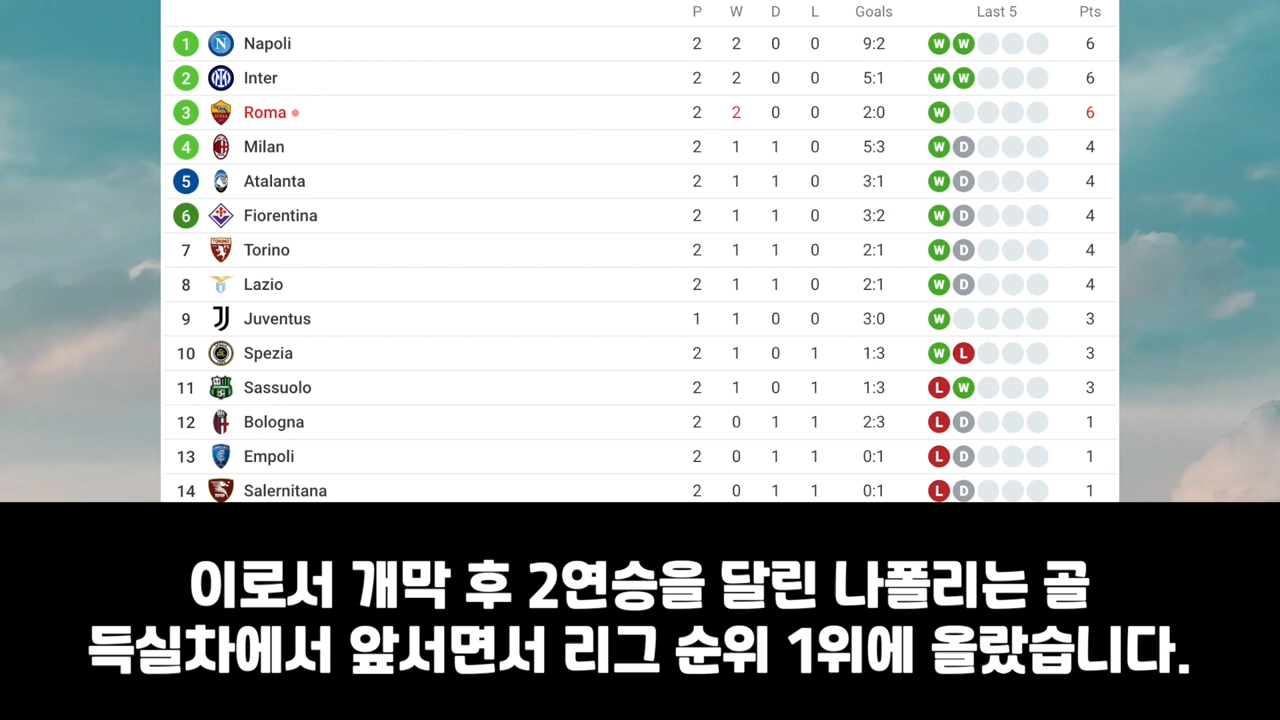 P W D L Goals Last 5 Pts
1 Napoli 2 2 0 0 9:2 W W 6
2 Inter 2 2 0 0 5:1 W W 6
3 Roma 2 2 0 0 2:0 W 6
4 Milan 2 1 1 0 5:3 W D 4
5 Atalanta 2 1 1 0 3:1 W D 4
6 Fiorentina 2 1 1 0 3:2 W D 4
7 Torino 2 1 1 0 2:1 W D 4
8 Lazio 2 1 1 0 2:1 W D 4
9 Juventus 1 1 0 0 3:0 W 3
10 Spezia 2 1 0 1 1:3 W L 3
11 Sassuolo 2 1 0 1 1:3 L W 3
12 Bologna 2 0 1 1 2:3 L D 1
13 Empoli 2 0 1 1 0:1 L D 1
14 Salernitana 2 0 1 1 0:1 L D 1
이로서 개막 후 2연승을 달린 나폴리는 골
득실차에서 앞서면서 리그 순위 1위에 올랐습니다.